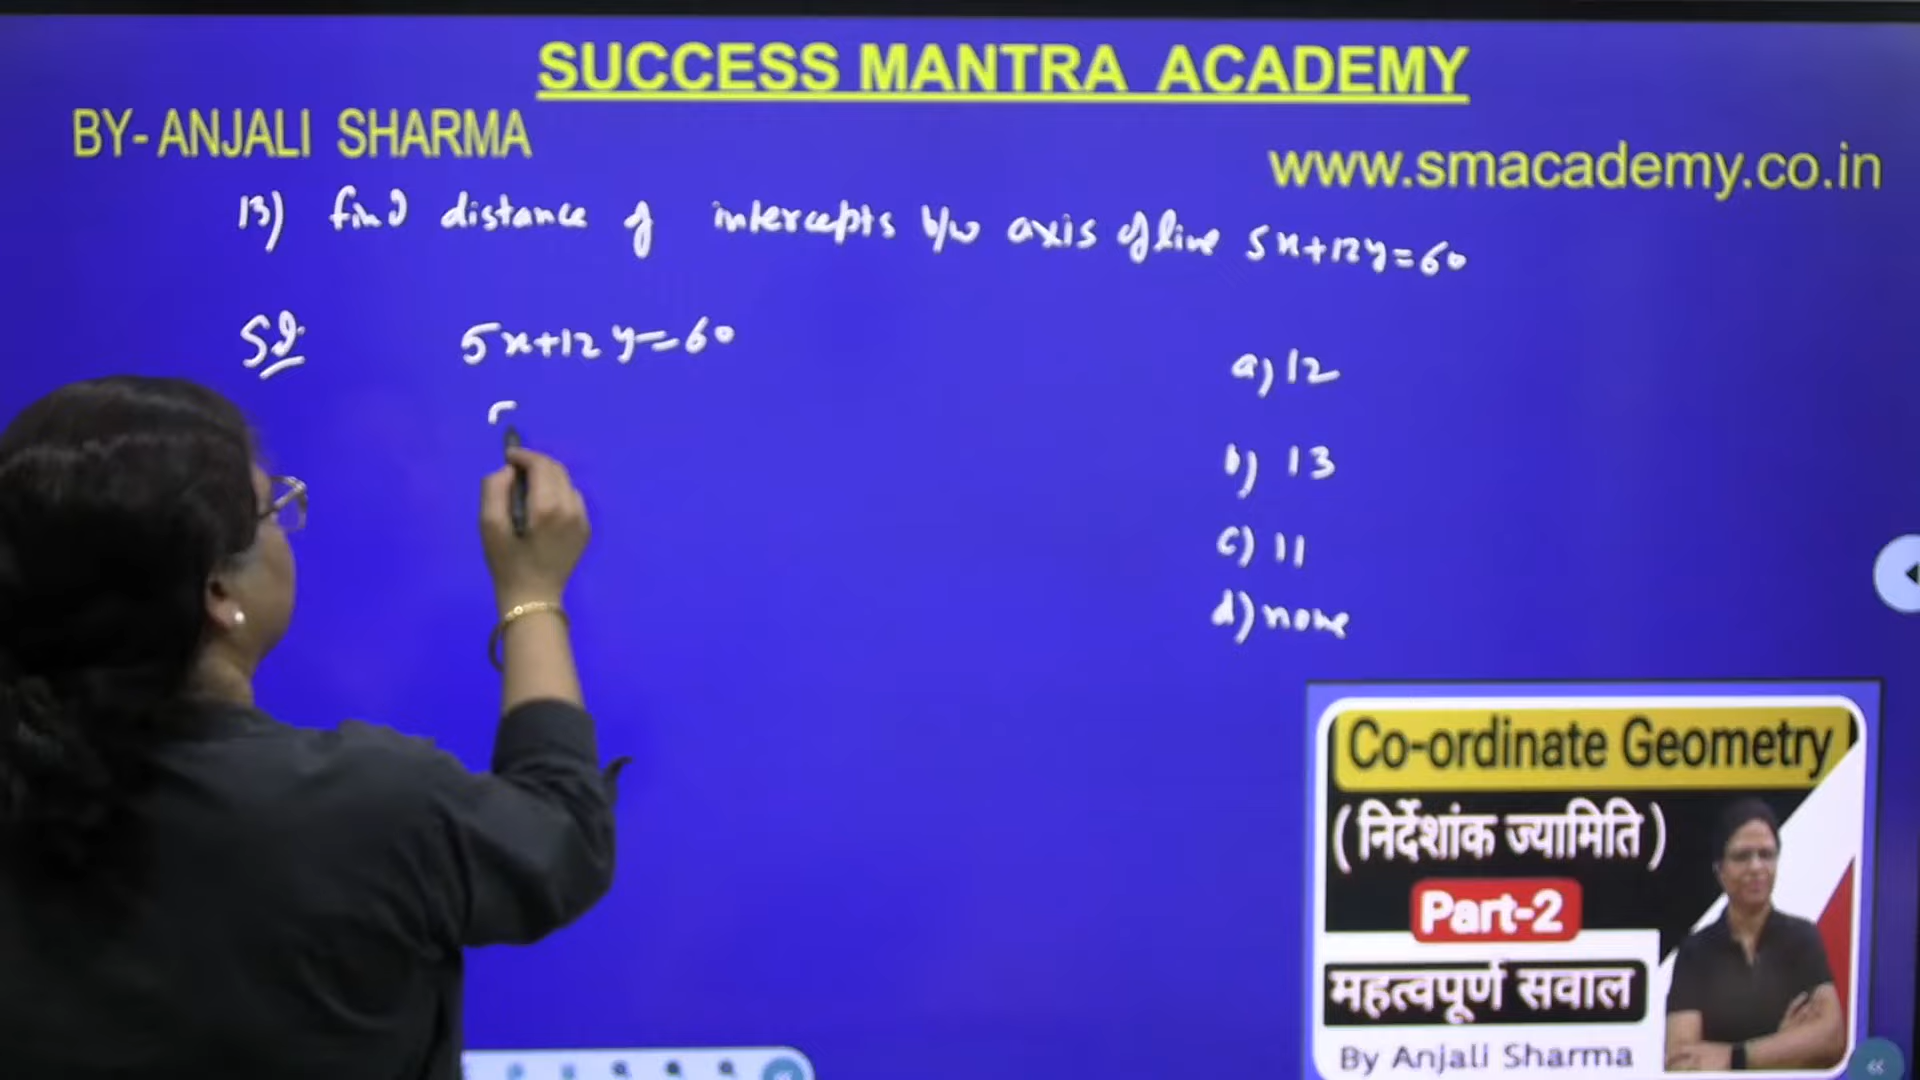 SUCCESS MANTRA ACADEMY
BY- ANJALI SHARMA
www.smacademy.co.in
13) find distance of intercepts b/w axis of line 5x+12y=60
Sol
5x+12y=60
a) 12
b) 13
c) 11
d) none
Co-ordinate Geometry
( निर्देशांक ज्यामिति )
Part-2
महत्वपूर्ण सवाल
By Anjali Sharma